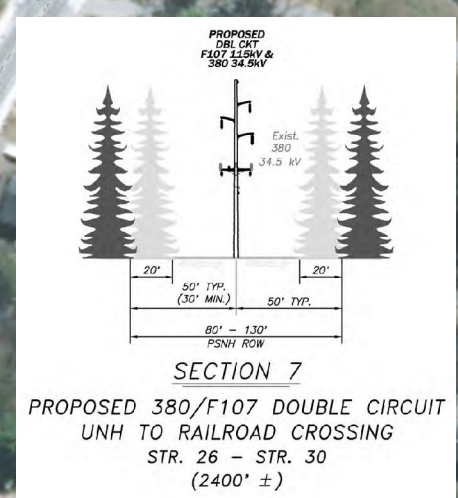 PROPOSED
DBL CKT
F107 115kV &
380 34.5kV
Exist.
380
34.5 kV
20'
20'
50' TYP.
(30' MIN.)
50' TYP.
80' - 130'
PSNH ROW
SECTION 7
PROPOSED 380/F107 DOUBLE CIRCUIT
UNH TO RAILROAD CROSSING
STR. 26 - STR. 30
(2400' ±)